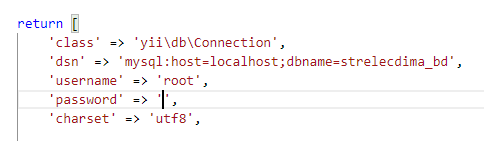 return [
'class' => 'yii\db\Connection',
'dsn' => 'mysql:host=localhost;dbname=strelecdima_bd',
'username' => 'root',
'password' => '',
'charset' => 'utf8',